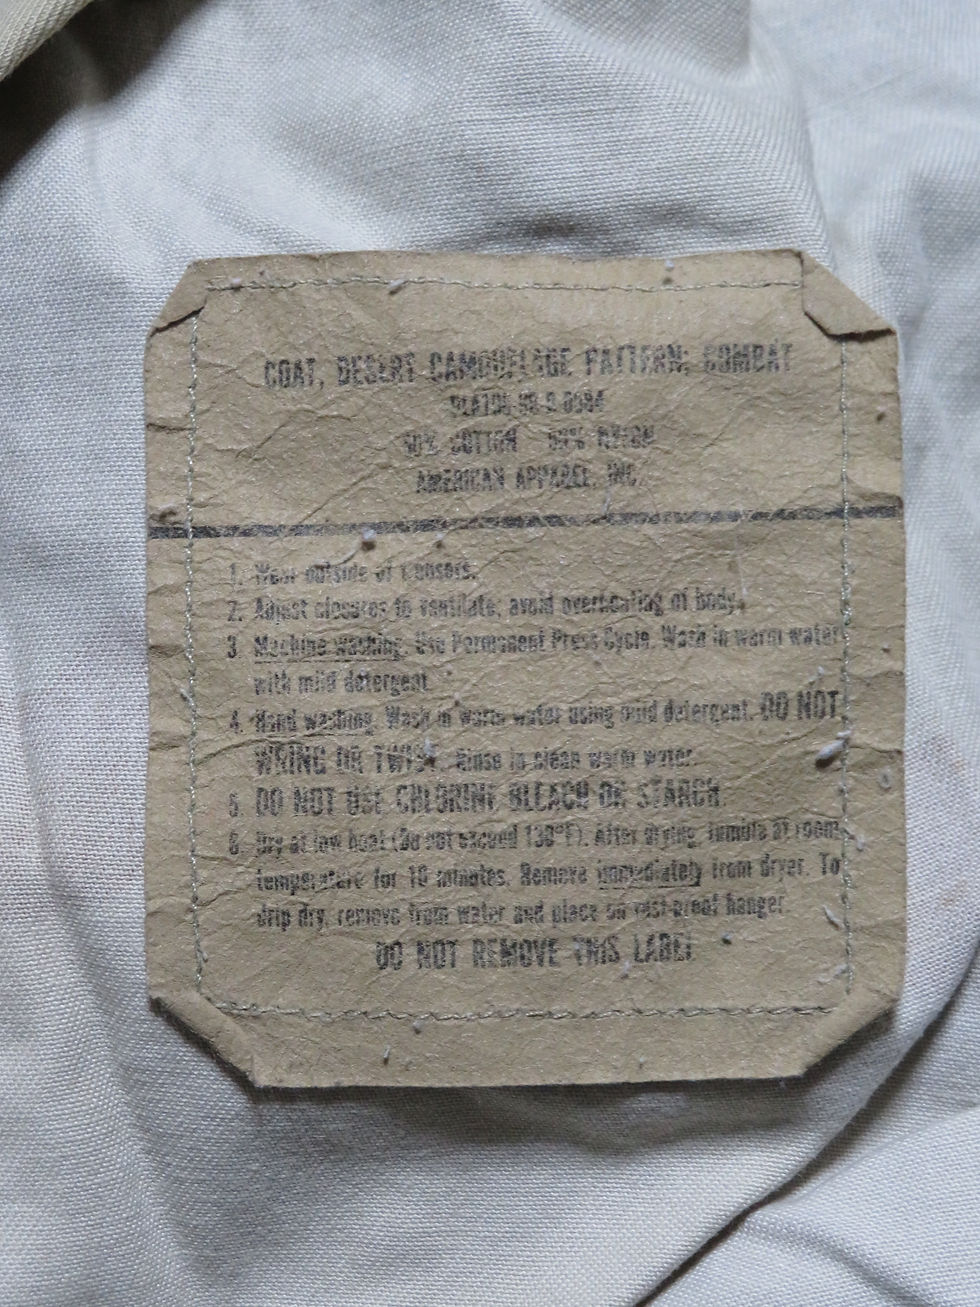 COAT, DESERT CAMOUFLAGE PATTERN; COMBAT
50% COTTON 50% NYLON
AMERICAN APPAREL, INC.
1. Wear outside of trousers.
2. Adjust closures to ventilate; avoid overheating of body.
3. Machine washing. Use Permanent Press Cycle. Wash in warm water
with mild detergent.
4. Hand washing. Wash in warm water using mild detergent. DO NOT
WRING OR TWIST. Rinse in clean warm water.
5. DO NOT USE CHLORINE BLEACH OR STARCH
6. Dry at low heat (Do not exceed 130°F). After drying, tumble at room
temperature for 10 minutes. Remove immediately from dryer. To
drip dry, remove from water and place on rust-proof hanger.
DO NOT REMOVE THIS LABEL